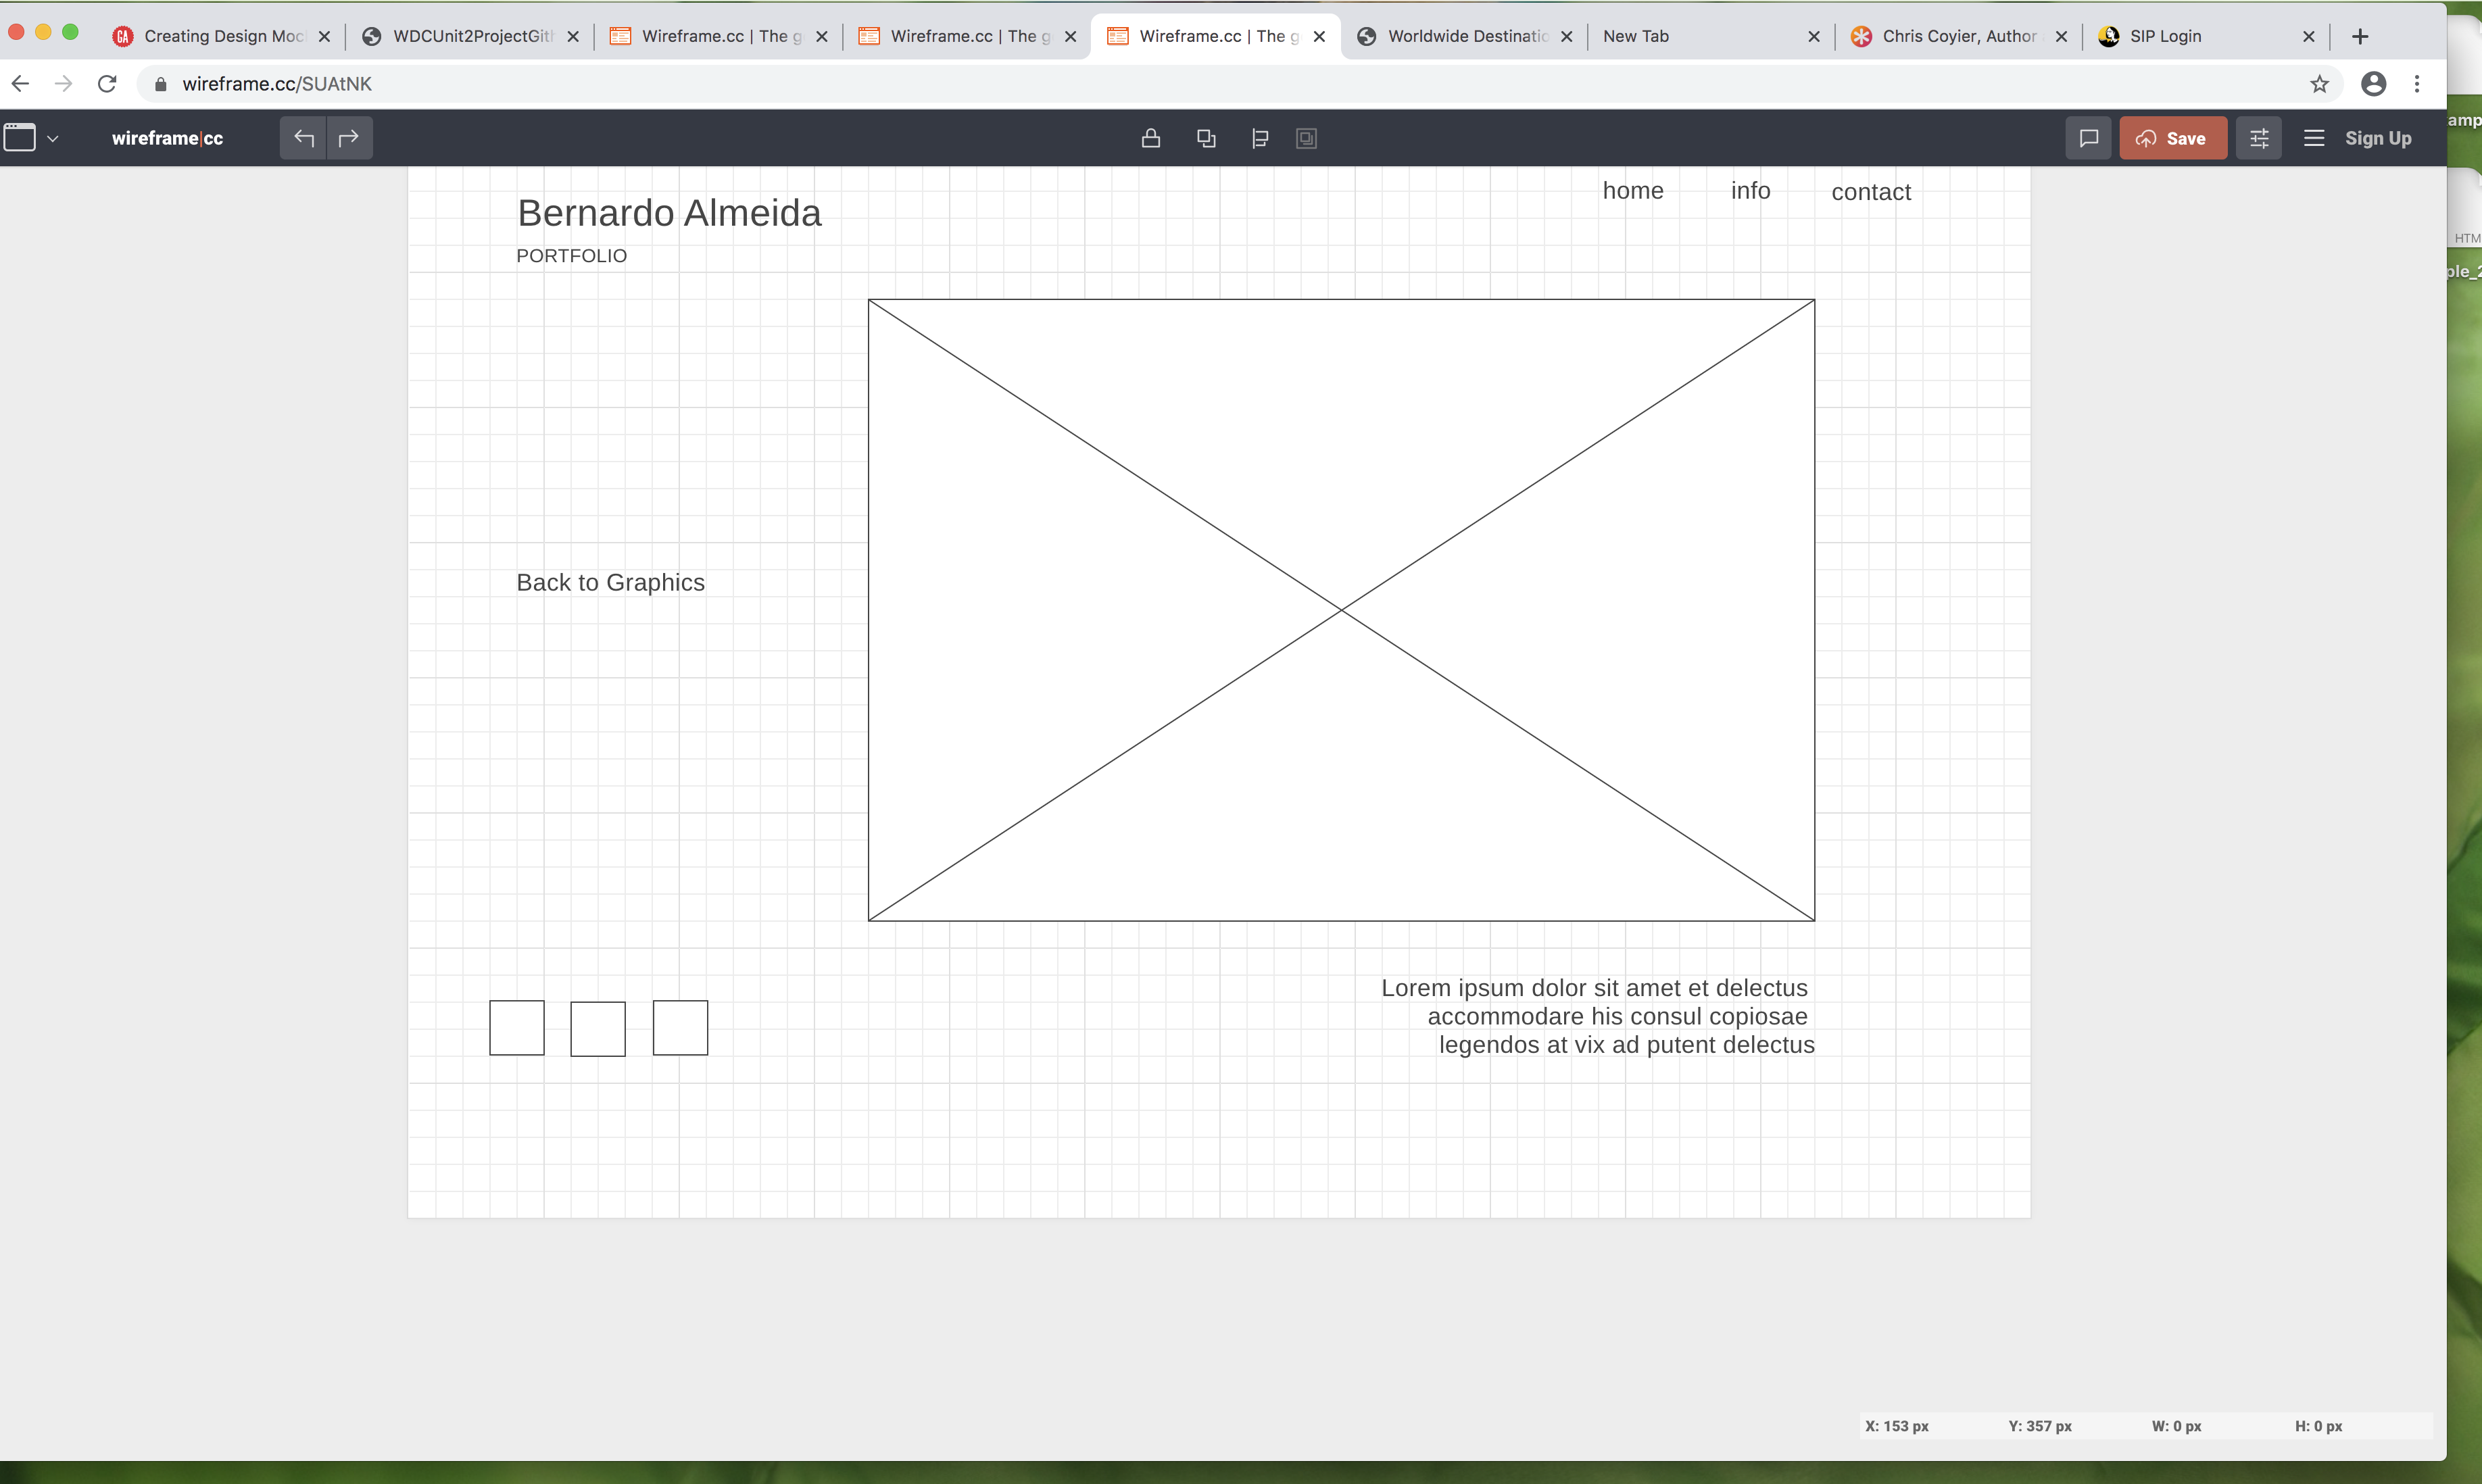 Creating Design Moc
WDCUnit2ProjectGith
Wireframe.cc | The g
Wireframe.cc | The g
Wireframe.cc | The g
Worldwide Destinatio
New Tab
Chris Coyier, Author
SIP Login
wireframe.cc/SUAtNK
wireframe|cc
Save
Sign Up
amp
HTM
ple_2
home info contact
Bernardo Almeida
PORTFOLIO
Back to Graphics
Lorem ipsum dolor sit amet et delectus
accommodare his consul copiosae
legendos at vix ad putent delectus
X: 153 px Y: 357 px W: 0 px H: 0 px